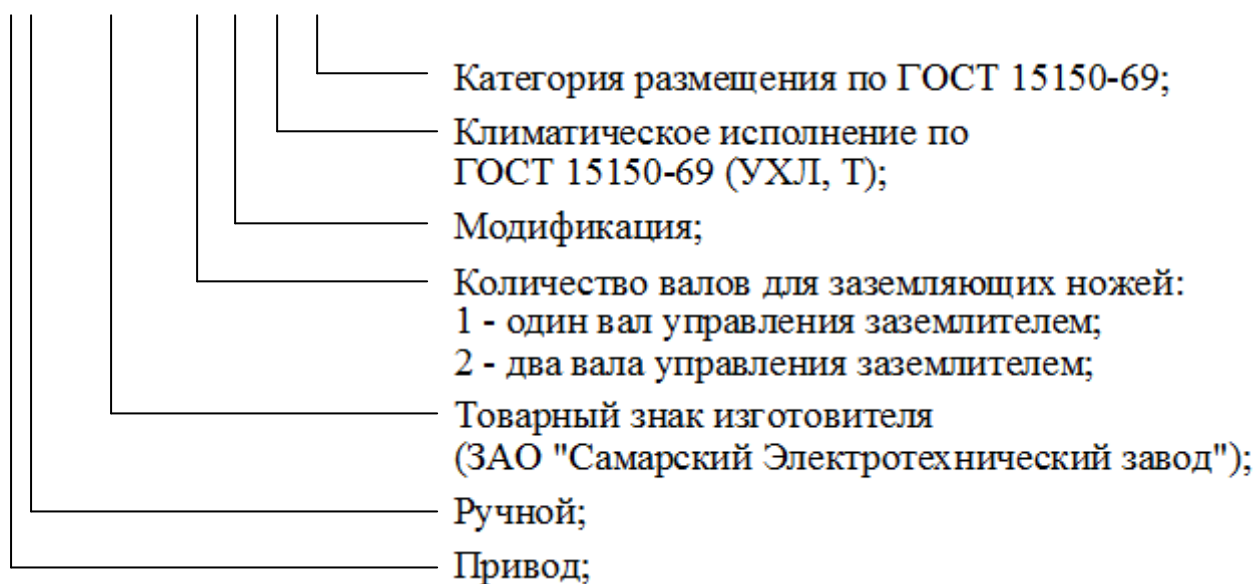 Категория размещения по ГОСТ 15150-69;
Климатическое исполнение по
ГОСТ 15150-69 (УХЛ, Т);
Модификация;
Количество валов для заземляющих ножей:
1 - один вал управления заземлителем;
2 - два вала управления заземлителем;
Товарный знак изготовителя
(ЗАО "Самарский Электротехнический завод");
Ручной;
Привод;